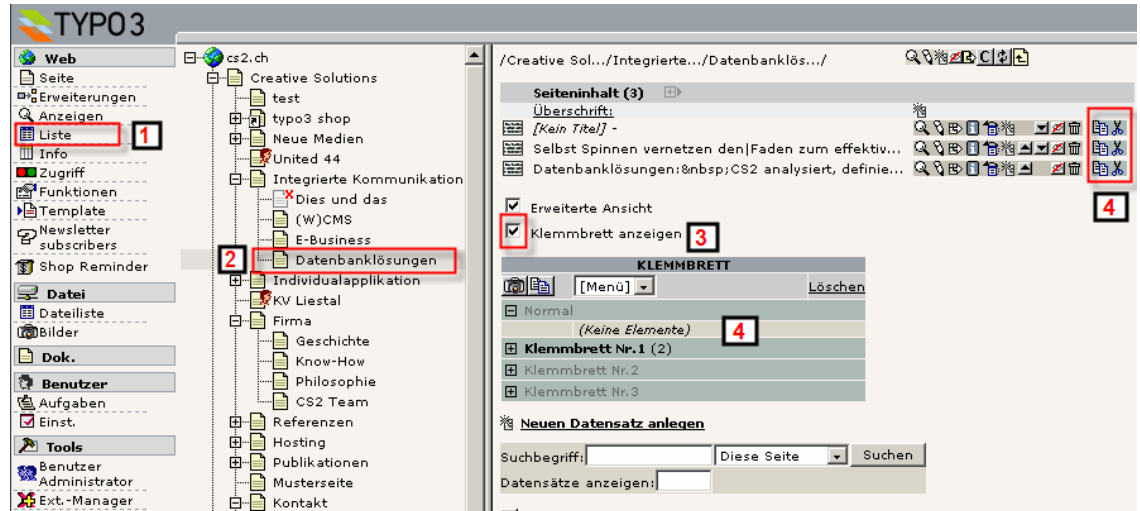 TYPO3
Web
Seite
Erweiterungen
Anzeigen
Liste
1
Info
Zugriff
Funktionen
Template
Newsletter
subscribers
Shop Reminder
Datei
Dateiliste
Bilder
Dok.
Benutzer
Aufgaben
Einst.
Tools
Benutzer
Administrator
Ext.-Manager
cs2.ch
Creative Solutions
test
typo3 shop
Neue Medien
United 44
Integrierte Kommunikation
Dies und das
(W)CMS
E-Business
2
Datenbanklösungen
Individualapplikation
KV Liestal
Firma
Geschichte
Know-How
Philosophie
CS2 Team
Referenzen
Hosting
Publikationen
Musterseite
Kontakt
/Creative Sol.../Integrierte.../Datenbanklös.../
C
Seiteninhalt (3)
Überschrift:
[Kein Titel] -
Selbst Spinnen vernetzen den|Faden zum effektiv...
Datenbanklösungen:&nbsp;CS2 analysiert, definie...
4
Erweiterte Ansicht
Klemmbrett anzeigen
3
KLEMMBRETT
[Menü]
Löschen
Normal
(Keine Elemente)
4
Klemmbrett Nr.1 (2)
Klemmbrett Nr.2
Klemmbrett Nr.3
Neuen Datensatz anlegen
Suchbegriff:
Diese Seite
Suchen
Datensätze anzeigen: